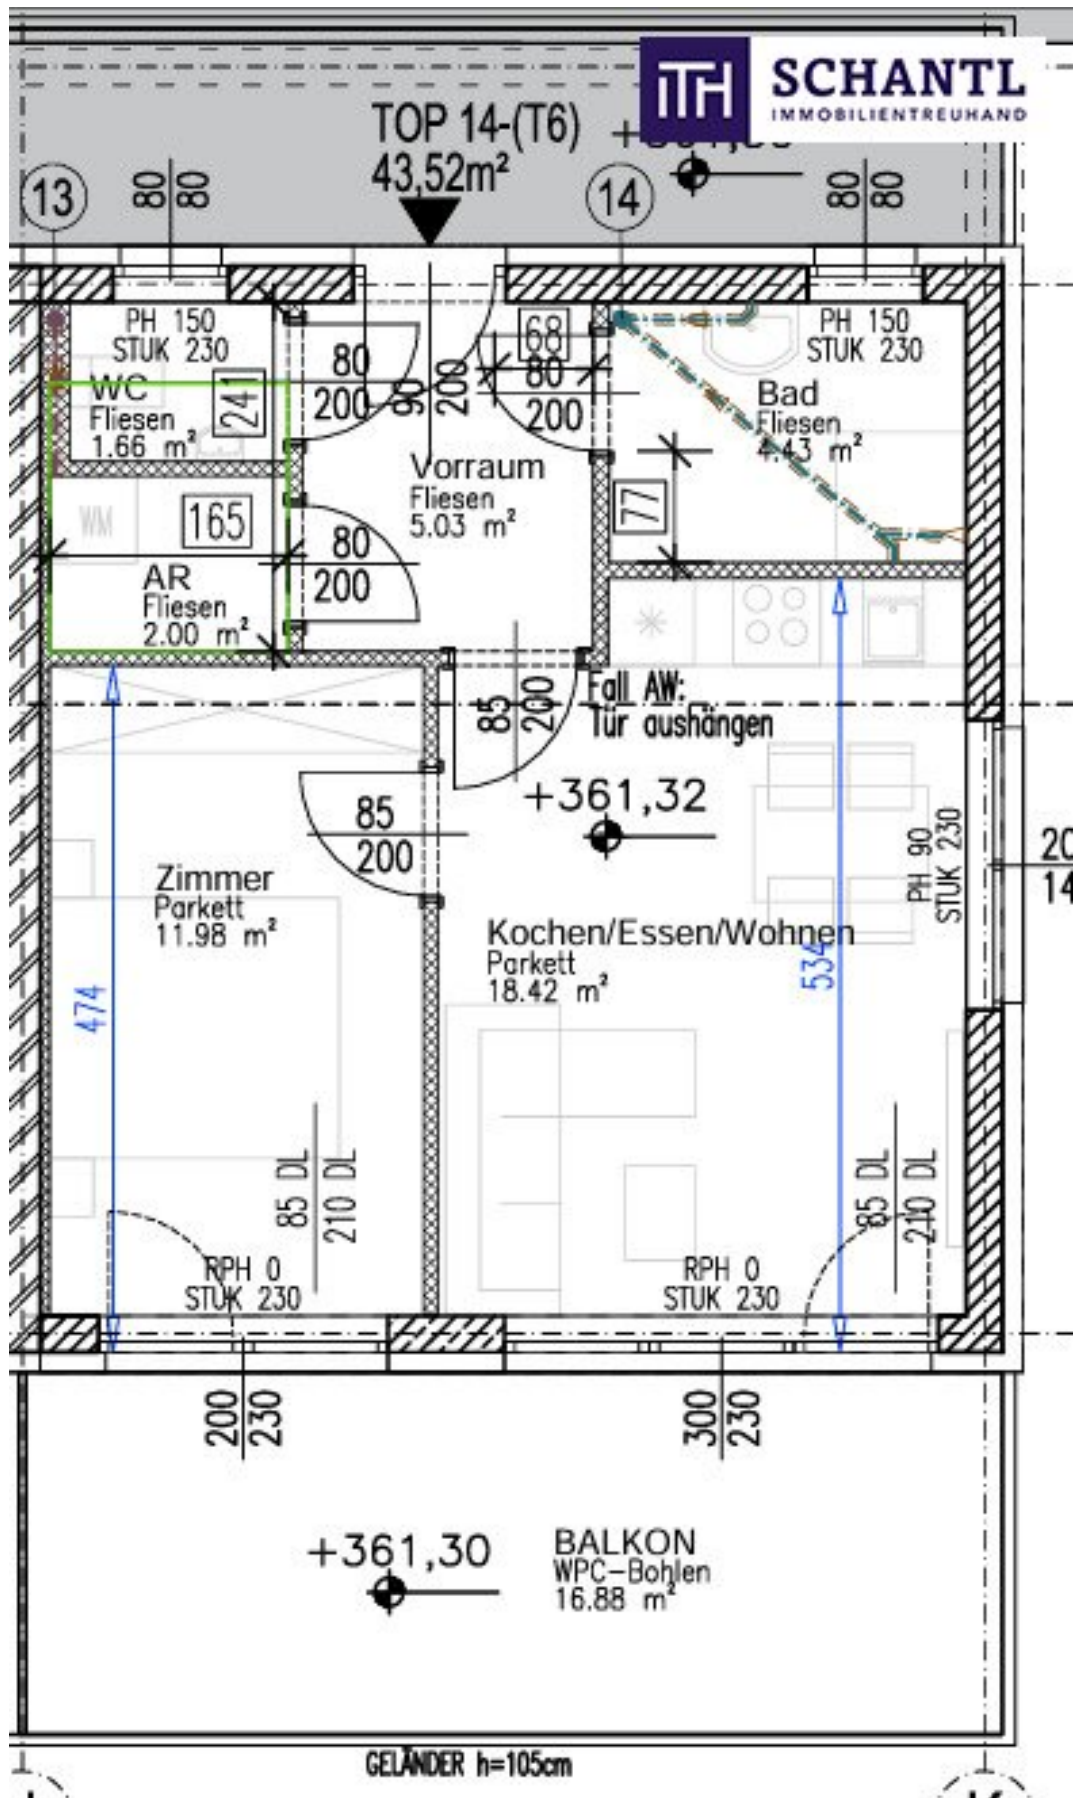 ITH SCHANTL
IMMOBILIENTREUHAND
TOP 14-(T6)
43,52m²
13
80
80
14
80
80
PH 150
STUK 230
WC
Fliesen
1.66 m²
241
80
200
90
200
68
80
200
PH 150
STUK 230
Bad
Fliesen
4.43 m²
Vorraum
Fliesen
5.03 m²
77
WM
165
AR
Fliesen
2.00 m²
80
200
85
200
Fall AW:
Tür aushängen
+361,32
85
200
PH 90
STUK 230
20
14
Zimmer
Parkett
11.98 m²
Kochen/Essen/Wohnen
Parkett
18.42 m²
474
534
85 DL
210 DL
85 DL
210 DL
RPH 0
STUK 230
RPH 0
STUK 230
200
230
300
230
+361,30
BALKON
WPC-Bohlen
16.88 m²
GELÄNDER h=105cm